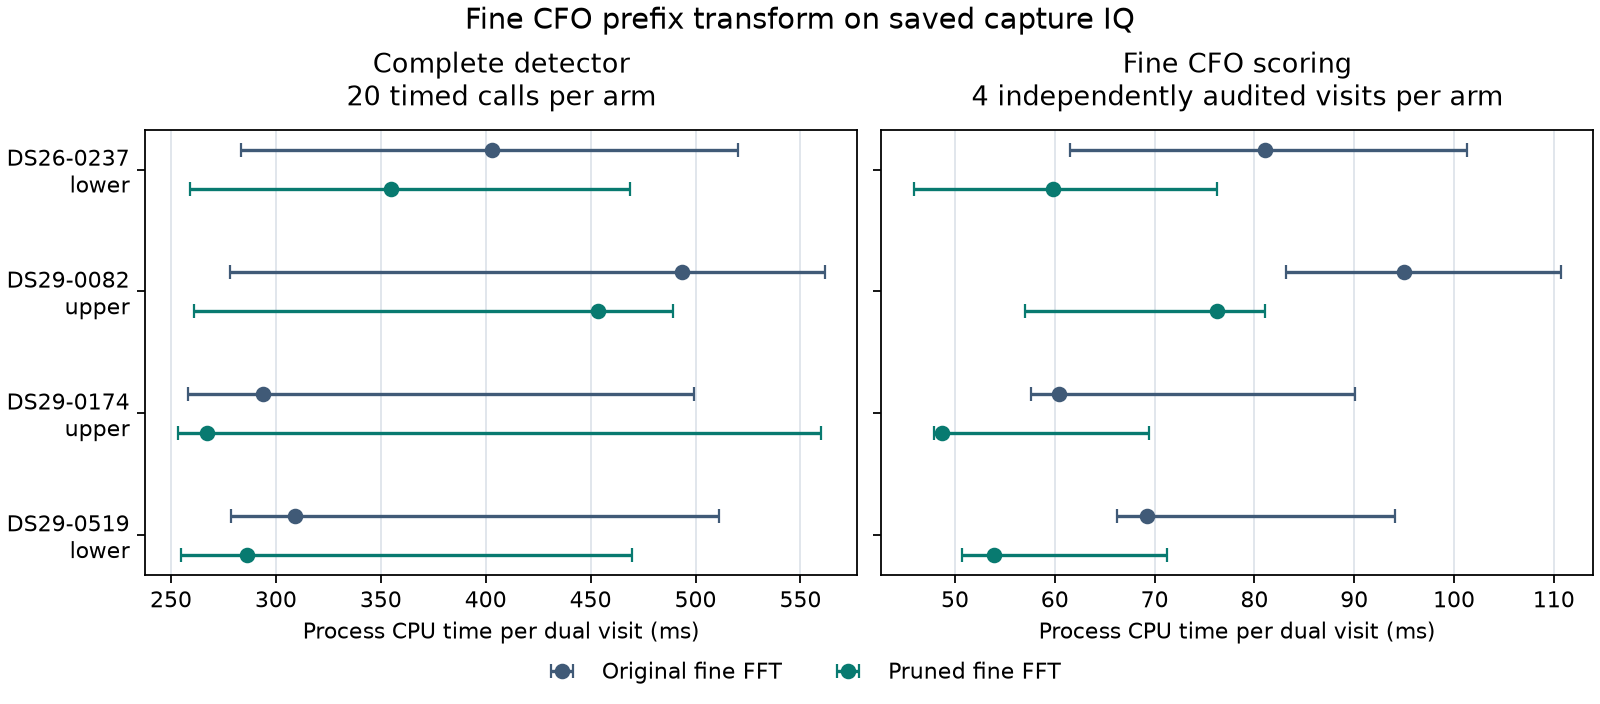 Fine CFO prefix transform on saved capture IQ
Complete detector
20 timed calls per arm
Fine CFO scoring
4 independently audited visits per arm
DS26-0237
lower
DS29-0082
upper
DS29-0174
upper
DS29-0519
lower
250 300 350 400 450 500 550
Process CPU time per dual visit (ms)
50 60 70 80 90 100 110
Process CPU time per dual visit (ms)
Original fine FFT
Pruned fine FFT